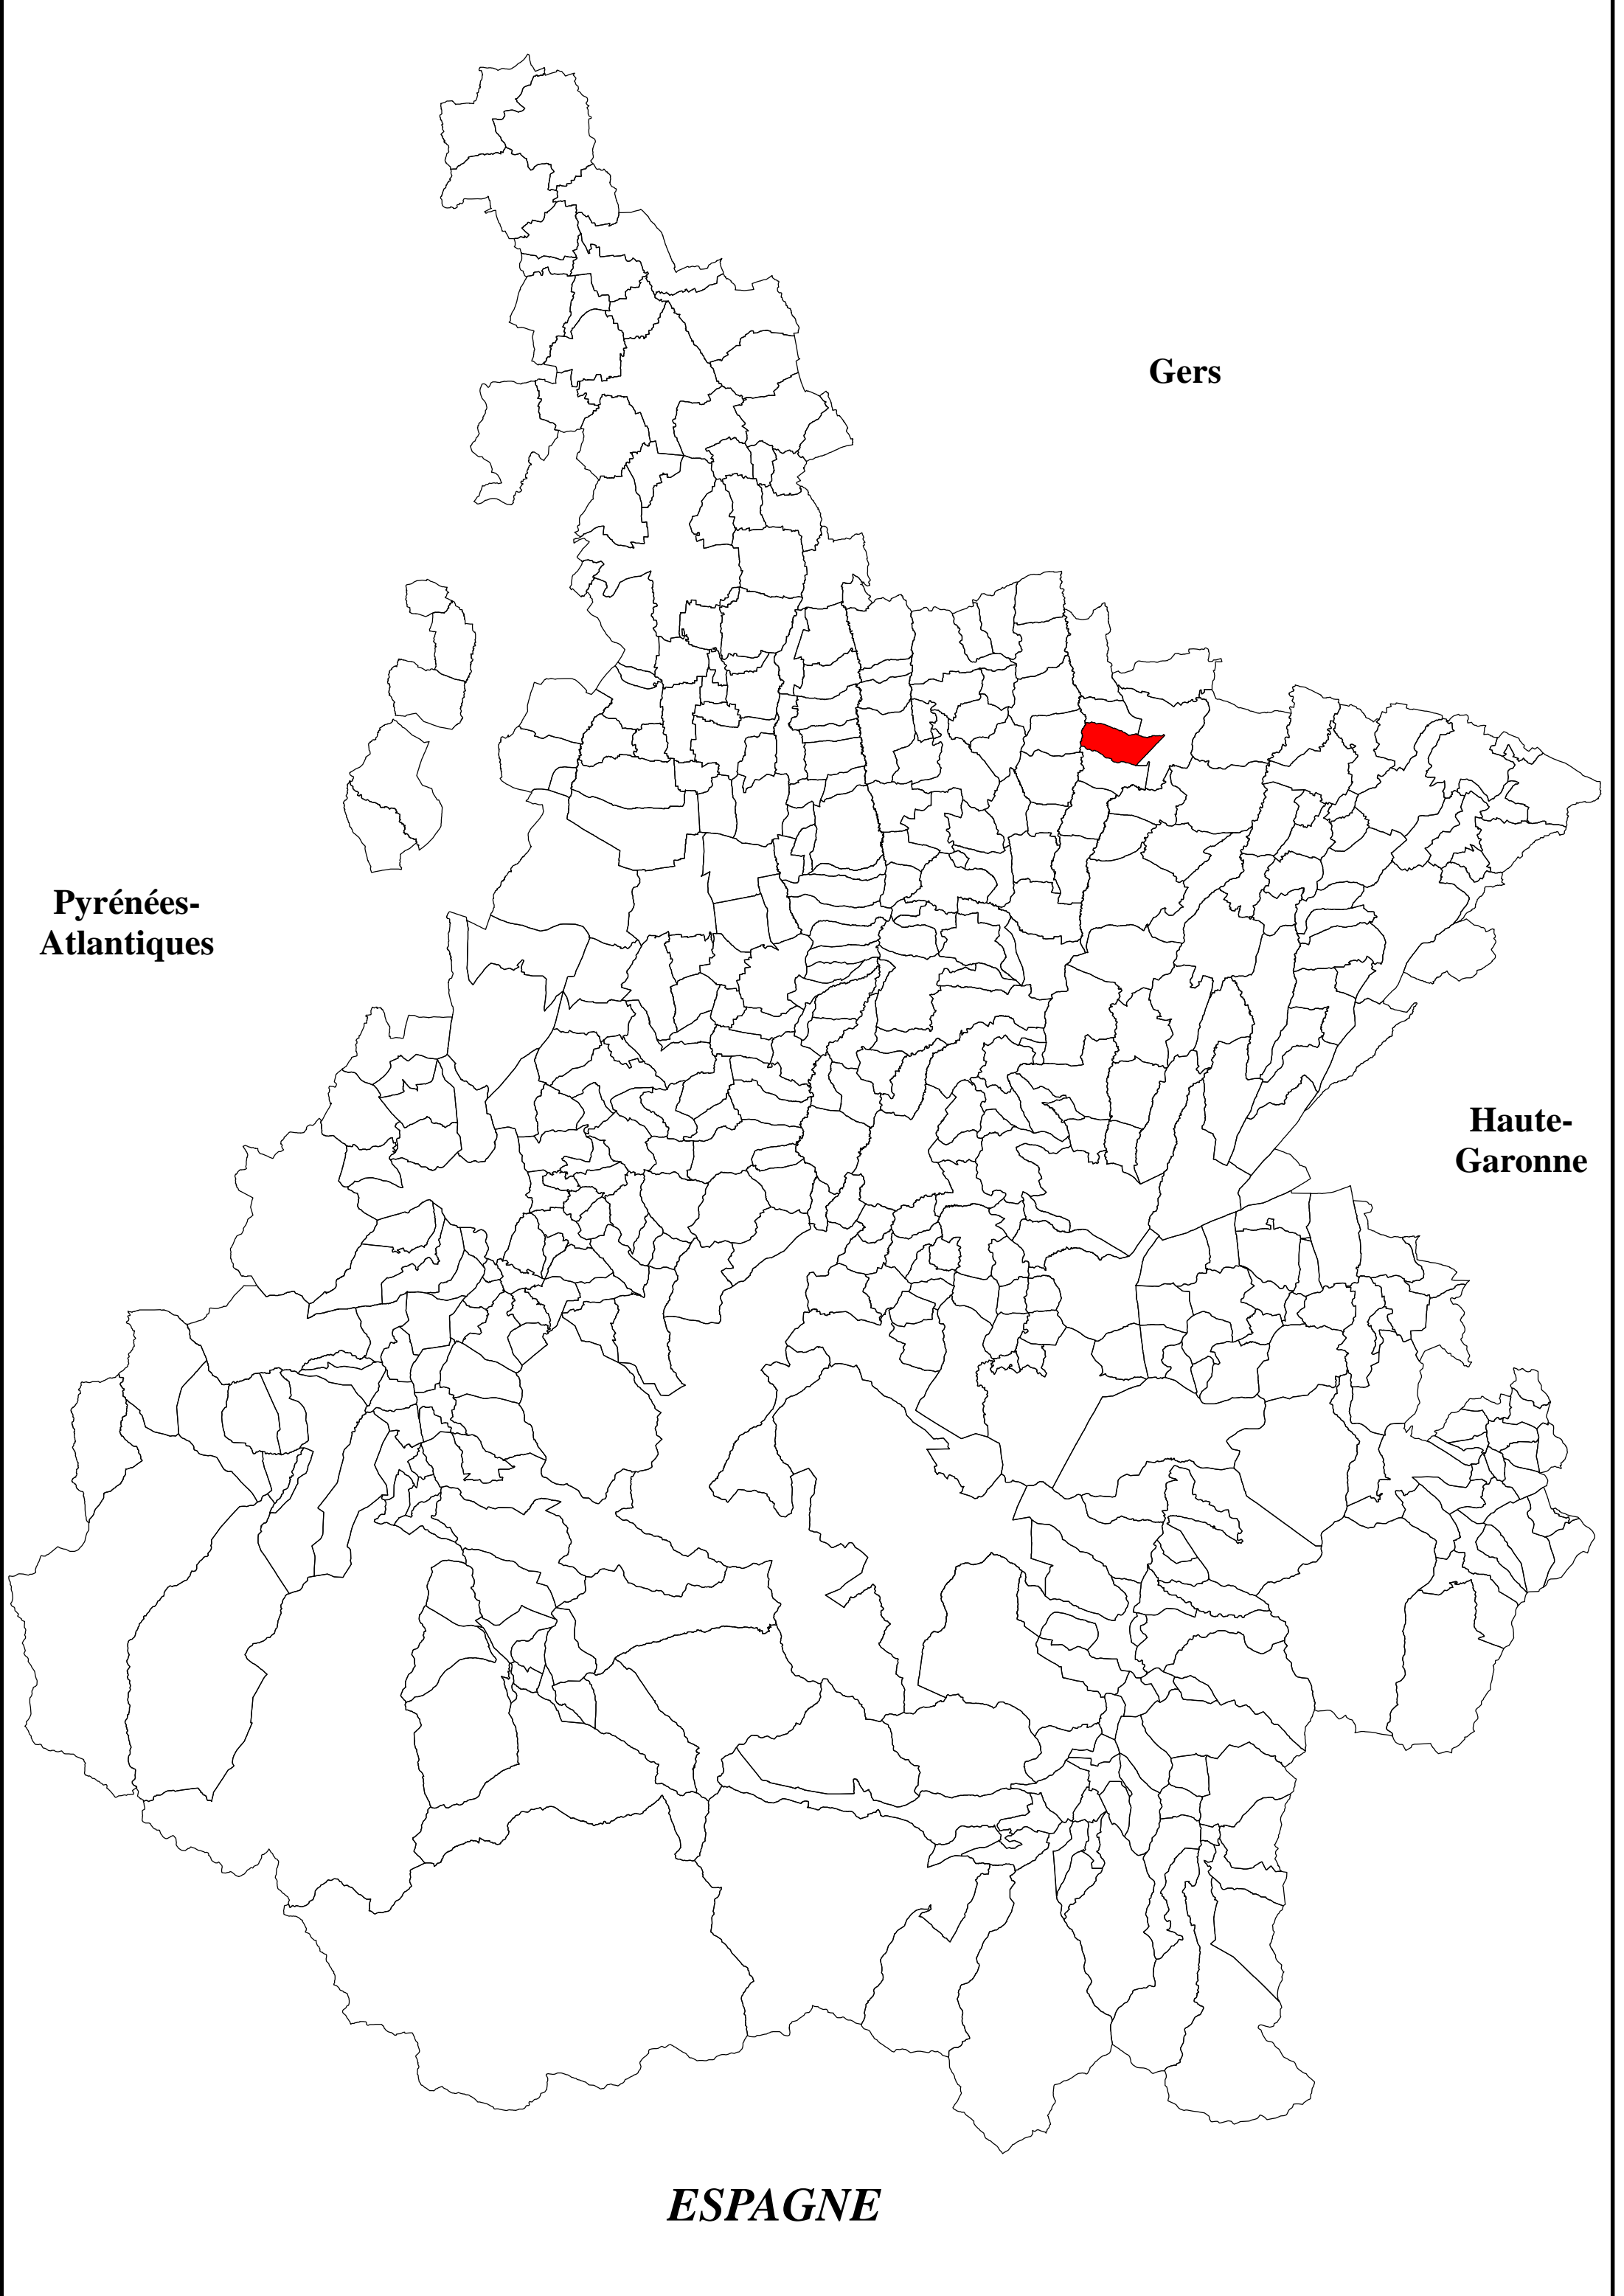 Gers
Pyrénées-
Atlantiques
Haute-
Garonne
ESPAGNE